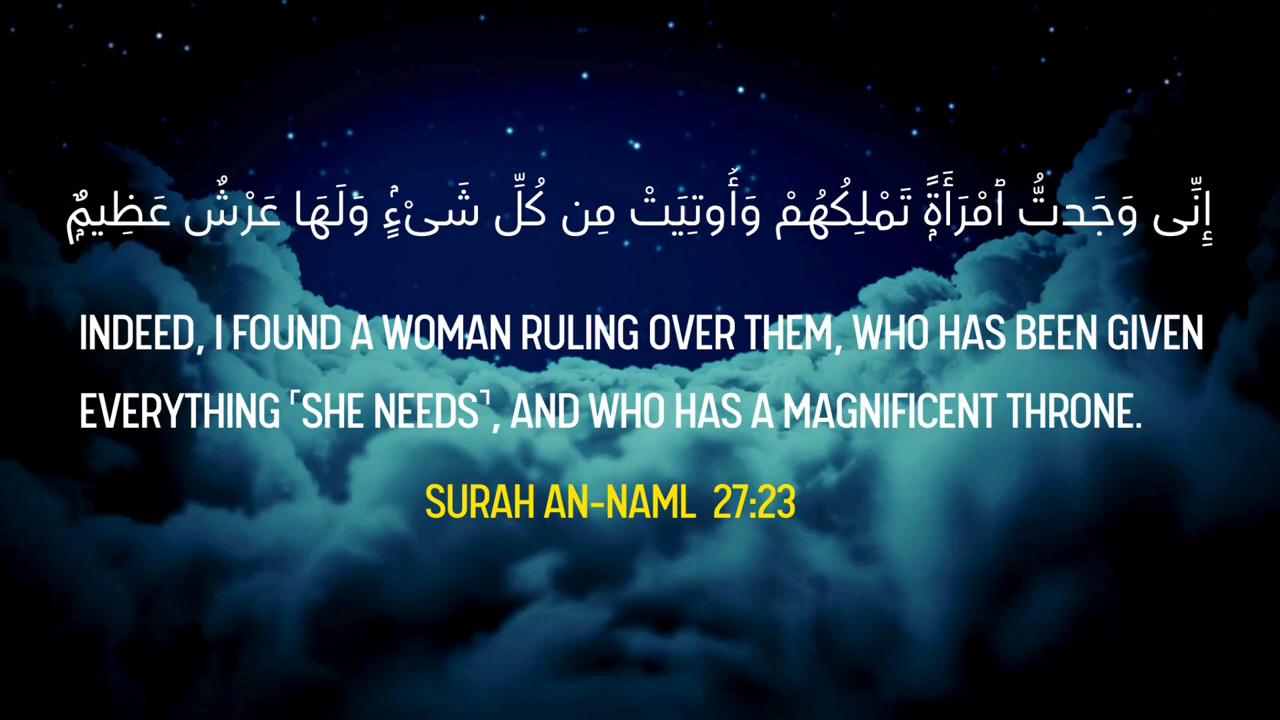 إِنِّى وَجَدتُّ ٱمْرَأَةًۭ تَمْلِكُهُمْ وَأُوتِيَتْ مِن كُلِّ شَىْءٍۢ وَلَهَا عَرْشٌ عَظِيمٌۭ
INDEED, I FOUND A WOMAN RULING OVER THEM, WHO HAS BEEN GIVEN
EVERYTHING ˹SHE NEEDS˺, AND WHO HAS A MAGNIFICENT THRONE.
SURAH AN-NAML 27:23